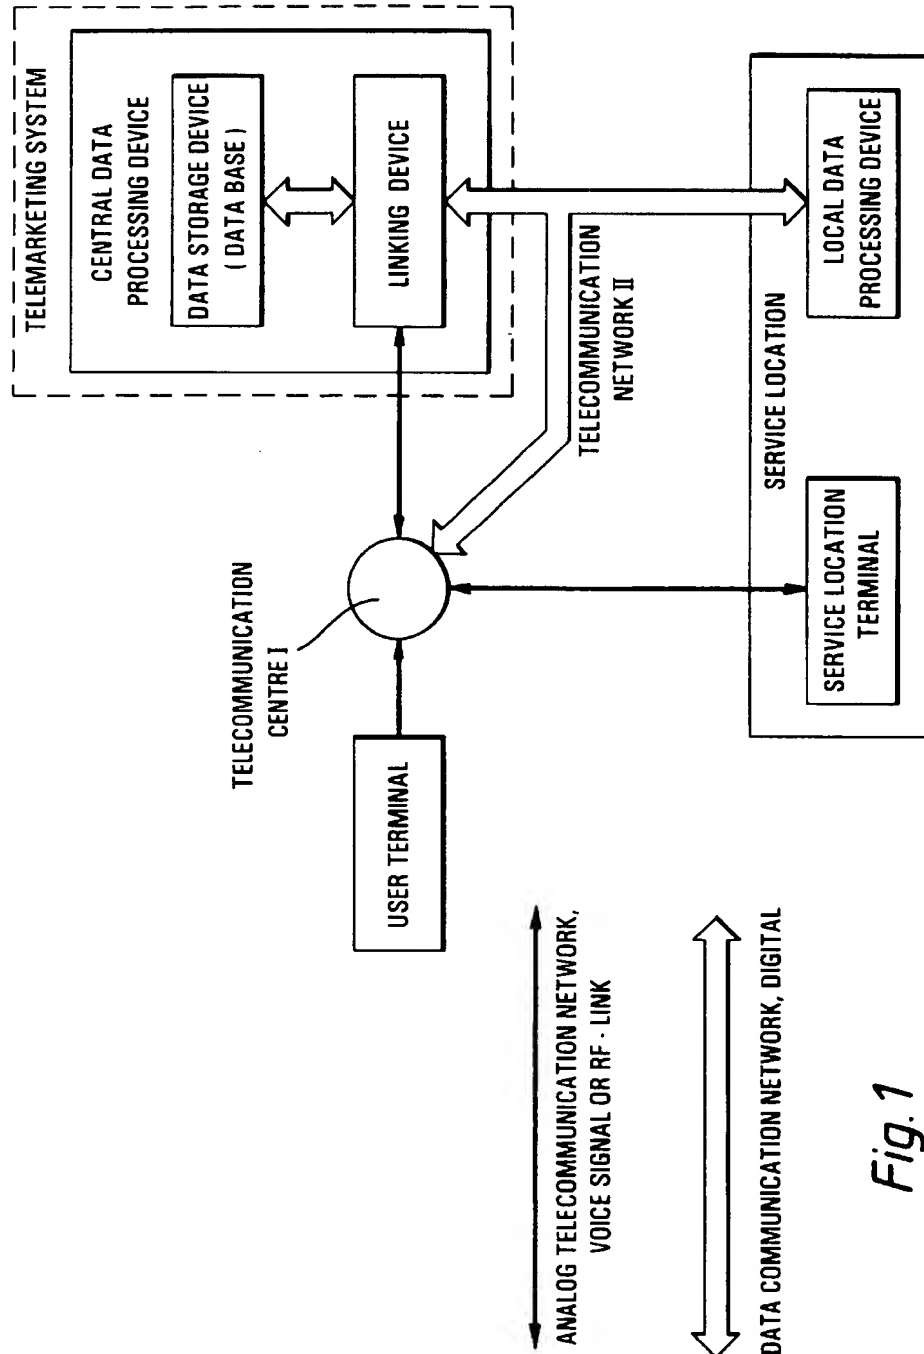 TELEMARKETING SYSTEM
CENTRAL DATA
PROCESSING DEVICE
DATA STORAGE DEVICE
( DATA BASE )
LINKING DEVICE
TELECOMMUNICATION
CENTRE I
USER TERMINAL
TELECOMMUNICATION
NETWORK II
SERVICE LOCATION
SERVICE LOCATION
TERMINAL
LOCAL DATA
PROCESSING DEVICE
ANALOG TELECOMMUNICATION NETWORK,
VOICE SIGNAL OR RF - LINK
DATA COMMUNICATION NETWORK, DIGITAL
Fig. 1